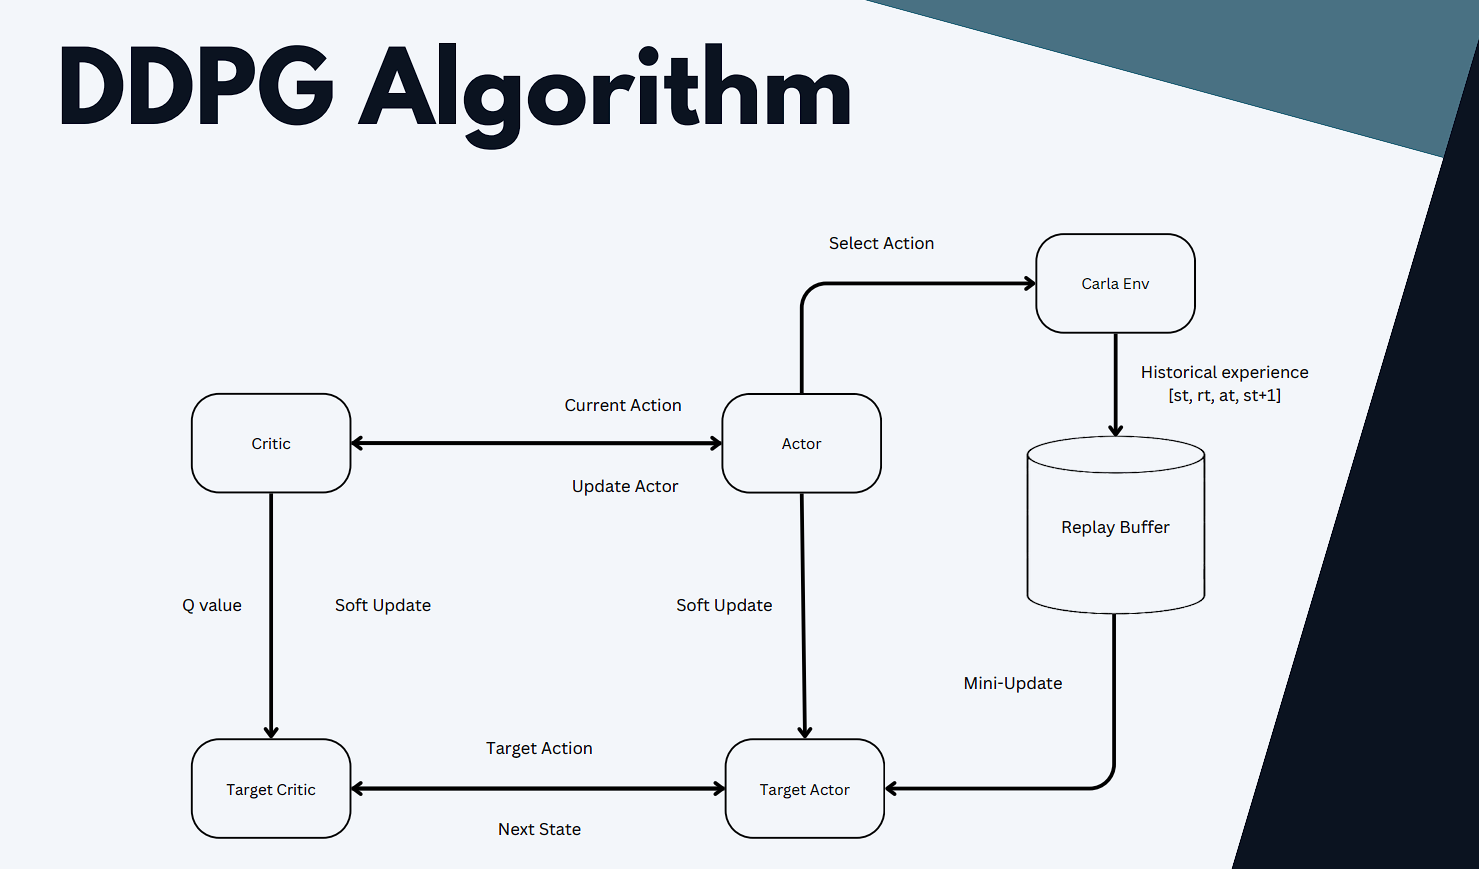 DDPG Algorithm
Select Action
Carla Env
Historical experience
[st, rt, at, st+1]
Current Action
Critic
Actor
Update Actor
Replay Buffer
Q value
Soft Update
Soft Update
Mini-Update
Target Action
Target Critic
Target Actor
Next State